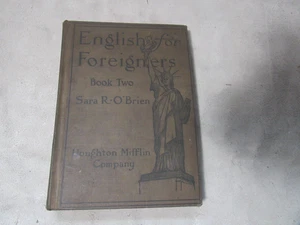 English for
Foreigners
Book Two
Sara R. O'Brien
Houghton Mifflin
Company